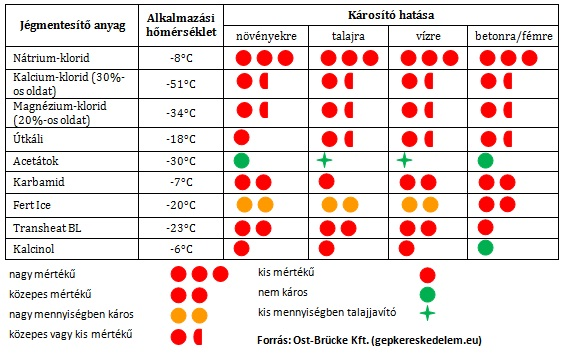 Jégmentesítő anyag
Alkalmazási
hőmérséklet
Károsító hatása
növényekre
talajra
vízre
betonra/fémre
Nátrium-klorid
-8°C
Kalcium-klorid (30%-
os oldat)
-51°C
Magnézium-klorid
(20%-os oldat)
-34°C
Útkáli
-18°C
Acetátok
-30°C
Karbamid
-7°C
Fert Ice
-20°C
Transheat BL
-23°C
Kalcinol
-6°C
nagy mértékű
közepes mértékű
nagy mennyiségben káros
közepes vagy kis mértékű
kis mértékű
nem káros
kis mennyiségben talajjavító
Forrás: Ost-Brücke Kft. (gepkereskedelem.eu)